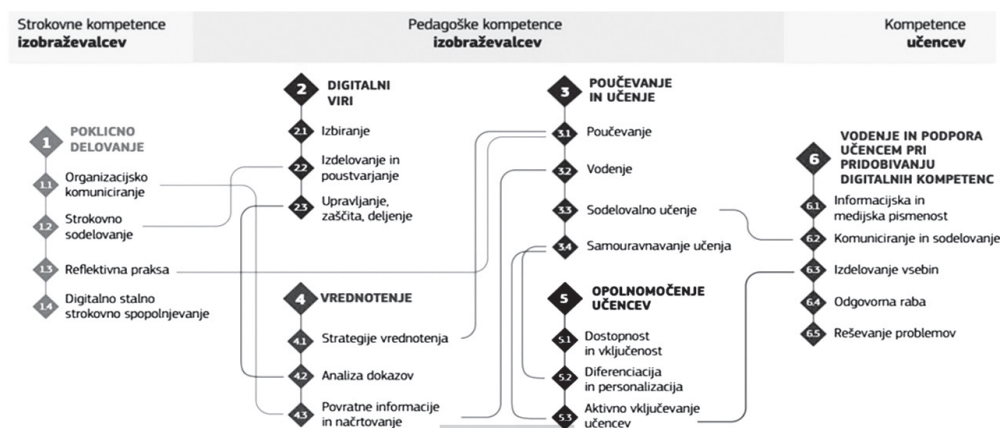 Strokovne kompetence
izobraževalcev
Pedagoške kompetence
izobraževalcev
Kompetence
učencev
1
POKLICNO
DELOVANJE
1.1
Organizacijsko
komuniciranje
1.2
Strokovno
sodelovanje
1.3
Reflektivna praksa
1.4
Digitalno stalno
strokovno spopolnjevanje
2
DIGITALNI
VIRI
2.1
Izbiranje
2.2
Izdelovanje in
poustvarjanje
2.3
Upravljanje,
zaščita, deljenje
4
VREDNOTENJE
4.1
Strategije vrednotenja
4.2
Analiza dokazov
4.3
Povratne informacije
in načrtovanje
3
POUČEVANJE
IN UČENJE
3.1
Poučevanje
3.2
Vodenje
3.3
Sodelovalno učenje
3.4
Samouravnavanje učenja
5
OPOLNOMOČENJE
UČENCEV
5.1
Dostopnost
in vključenost
5.2
Diferenciacija
in personalizacija
5.3
Aktivno vključevanje
učencev
6
VODENJE IN PODPORA
UČENCEM PRI
PRIDOBIVANJU
DIGITALNIH KOMPETENC
6.1
Informacijska in
medijska pismenost
6.2
Komuniciranje in sodelovanje
6.3
Izdelovanje vsebin
6.4
Odgovorna raba
6.5
Reševanje problemov